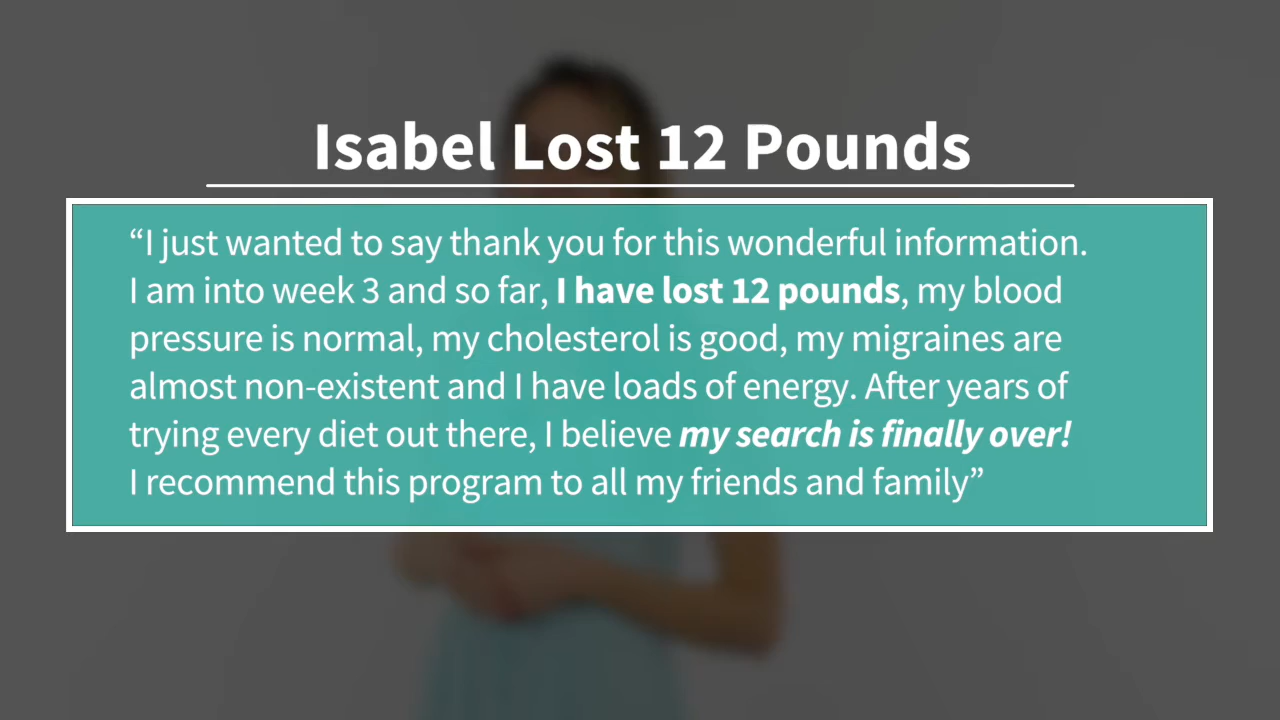 Isabel Lost 12 Pounds
“I just wanted to say thank you for this wonderful information.
I am into week 3 and so far, I have lost 12 pounds, my blood
pressure is normal, my cholesterol is good, my migraines are
almost non-existent and I have loads of energy. After years of
trying every diet out there, I believe my search is finally over!
I recommend this program to all my friends and family”